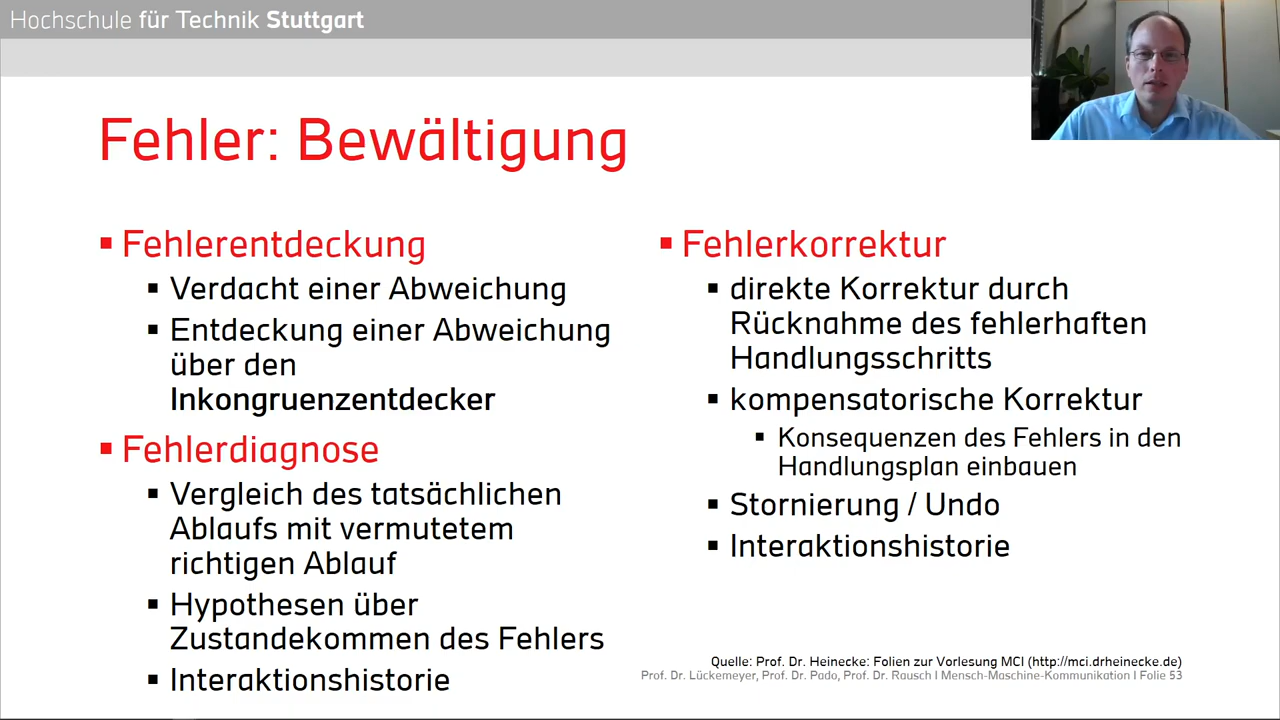 Hochschule für Technik Stuttgart
Fehler: Bewältigung
Fehlerentdeckung
Verdacht einer Abweichung
Entdeckung einer Abweichung
über den
Inkongruenzentdecker
Fehlerdiagnose
Vergleich des tatsächlichen
Ablaufs mit vermutetem
richtigen Ablauf
Hypothesen über
Zustandekommen des Fehlers
Interaktionshistorie
Fehlerkorrektur
direkte Korrektur durch
Rücknahme des fehlerhaften
Handlungsschritts
kompensatorische Korrektur
Konsequenzen des Fehlers in den
Handlungsplan einbauen
Stornierung / Undo
Interaktionshistorie
Quelle: Prof. Dr. Heinecke: Folien zur Vorlesung MCI (http://mci.drheinecke.de)
Prof. Dr. Lückemeyer, Prof. Dr. Pado, Prof. Dr. Rausch I Mensch-Maschine-Kommunikation I Folie 53